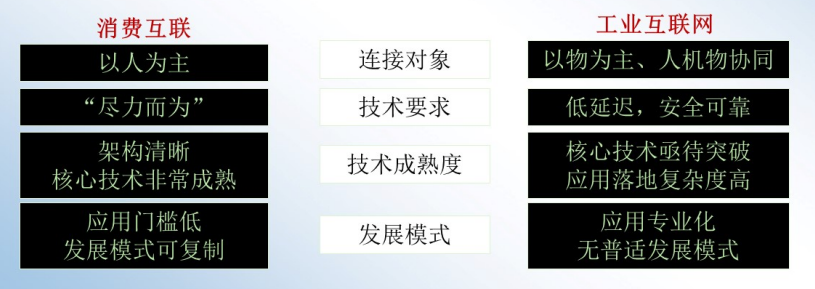 消费互联
工业互联网
以人为主
连接对象
以物为主、人机物协同
“尽力而为”
技术要求
低延迟，安全可靠
架构清晰
核心技术非常成熟
技术成熟度
核心技术亟待突破
应用落地复杂度高
应用门槛低
发展模式可复制
发展模式
应用专业化
无普适发展模式